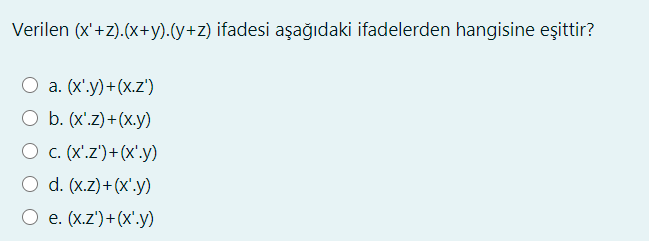 Verilen (x'+z).(x+y).(y+z) ifadesi aşağıdaki ifadelerden hangisine eşittir?
a. (x'.y)+(x.z')
b. (x'.z)+(x.y)
c. (x'.z')+(x'.y)
d. (x.z)+(x'.y)
e. (x.z')+(x'.y)